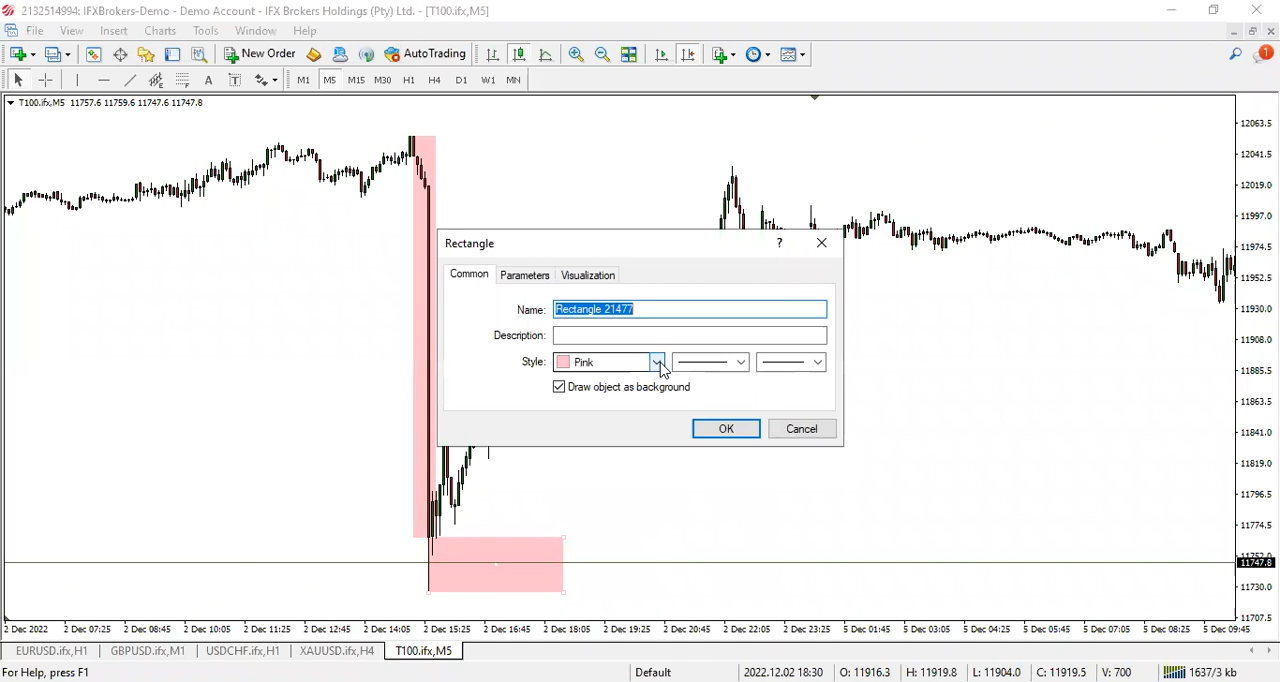 2132514994: IFXBrokers-Demo - Demo Account - IFX Brokers Holdings (Pty) Ltd. - [T100.ifx,M5]
File View Insert Charts Tools Window Help
New Order AutoTrading
1
A T M1 M5 M15 M30 H1 H4 D1 W1 MN
T100.ifx,M5 11757.6 11759.6 11747.6 11747.8
12063.5
12041.5
12019.0
11997.0
11974.5
11952.5
11930.0
11908.0
11885.5
11863.5
11841.0
11819.0
11796.5
11774.5
11752.0
11747.8
11730.0
11707.5
Rectangle ?
Common Parameters Visualization
Name: Rectangle 21477
Description:
Style: Pink
Draw object as background
OK Cancel
2 Dec 2022 2 Dec 07:25 2 Dec 08:45 2 Dec 10:05 2 Dec 11:25 2 Dec 12:45 2 Dec 14:05 2 Dec 15:25 2 Dec 16:45 2 Dec 18:05 2 Dec 19:25 2 Dec 20:45 2 Dec 22:05 2 Dec 23:25 5 Dec 01:45 5 Dec 03:05 5 Dec 04:25 5 Dec 05:45 5 Dec 07:05 5 Dec 08:25 5 Dec 09:45
EURUSD.ifx,H1 GBPUSD.ifx,M1 USDCHF.ifx,H1 XAUUSD.ifx,H4 T100.ifx,M5
For Help, press F1 Default 2022.12.02 18:30 O: 11916.3 H: 11919.8 L: 11904.0 C: 11919.5 V: 700 1637/3 kb